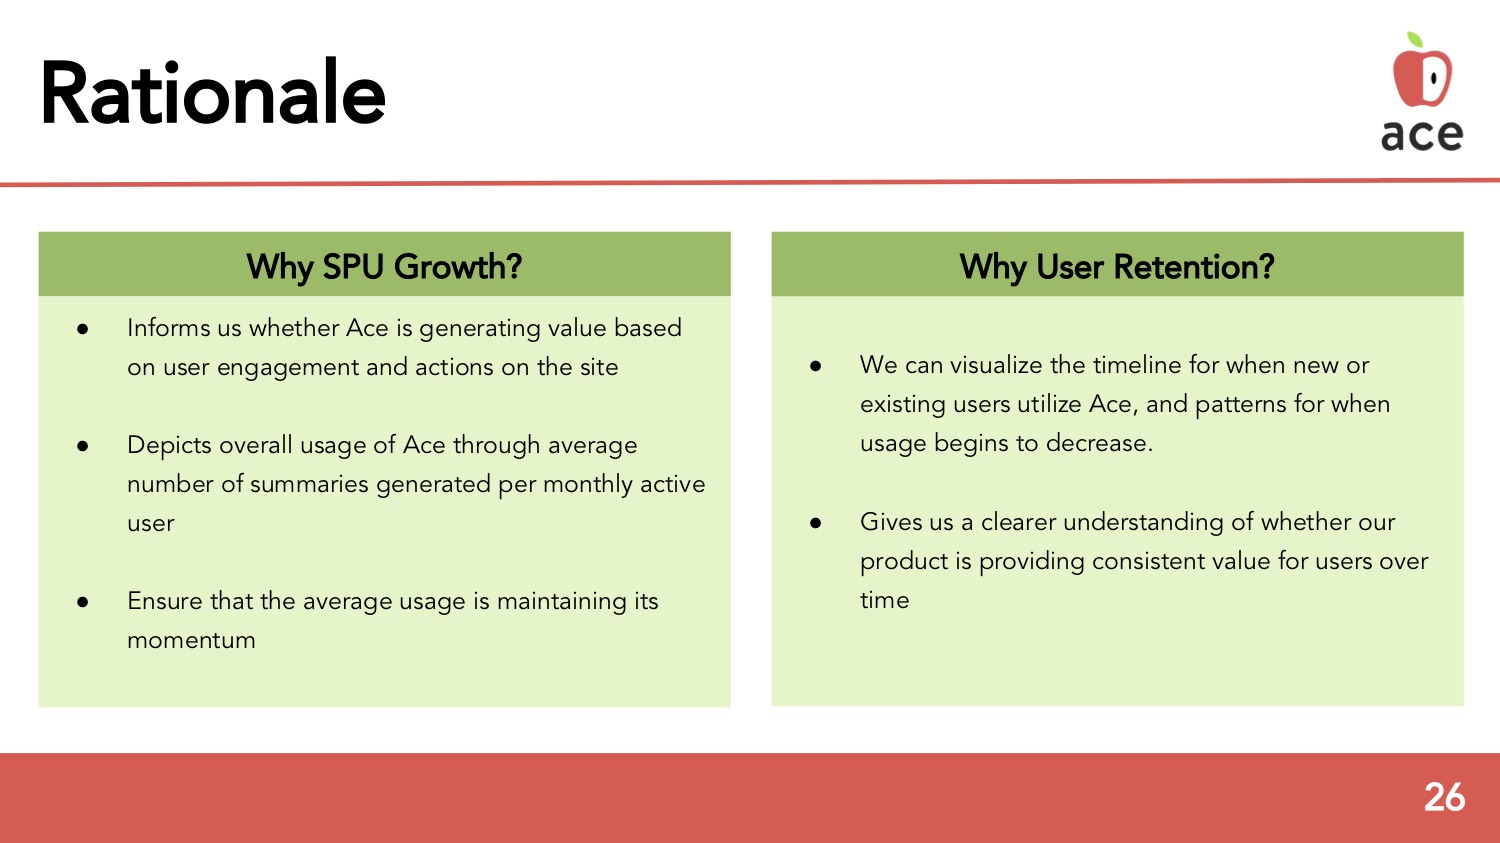 Rationale
ace
Why SPU Growth?
● Informs us whether Ace is generating value based
on user engagement and actions on the site
● Depicts overall usage of Ace through average
number of summaries generated per monthly active
user
● Ensure that the average usage is maintaining its
momentum
Why User Retention?
● We can visualize the timeline for when new or
existing users utilize Ace, and patterns for when
usage begins to decrease.
● Gives us a clearer understanding of whether our
product is providing consistent value for users over
time
26